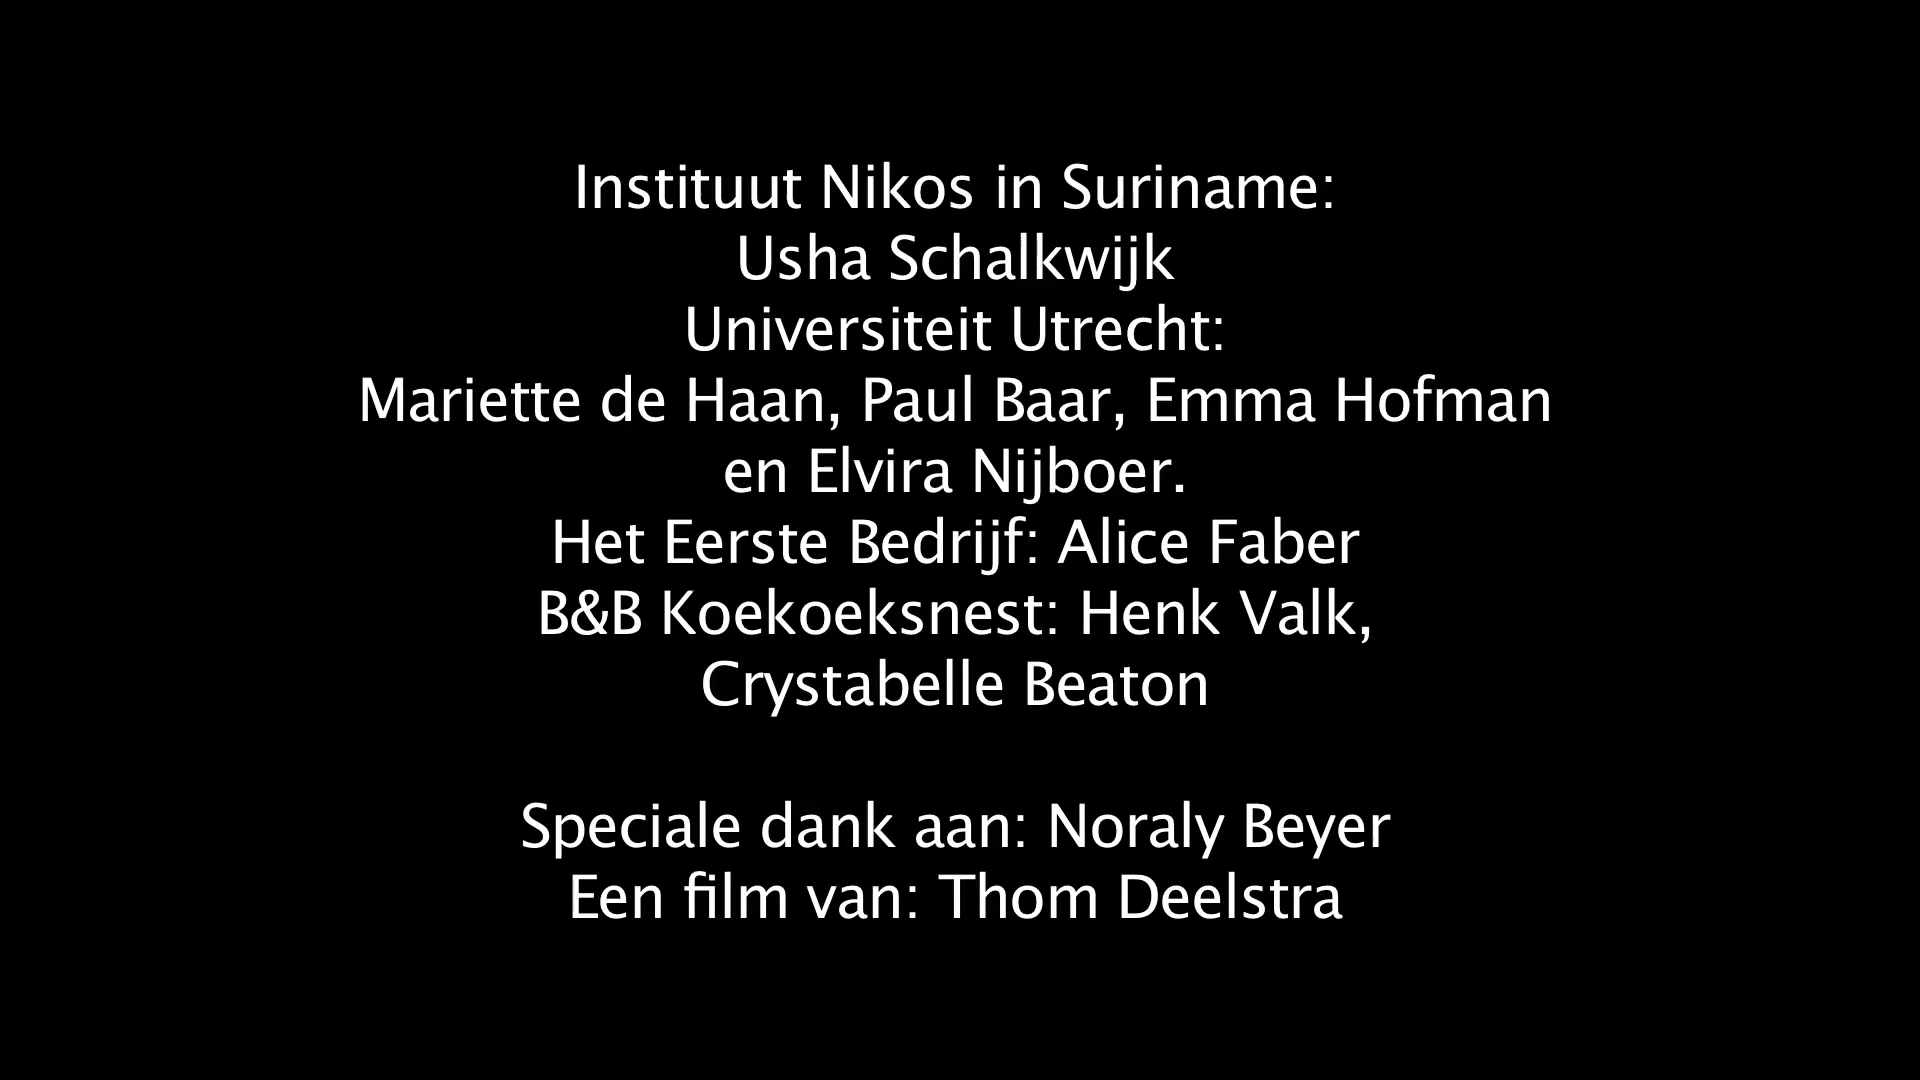 Instituut Nikos in Suriname:
Usha Schalkwijk
Universiteit Utrecht:
Mariette de Haan, Paul Baar, Emma Hofman
en Elvira Nijboer.
Het Eerste Bedrijf: Alice Faber
B&B Koekoeksnest: Henk Valk,
Crystabelle Beaton
Speciale dank aan: Noraly Beyer
Een film van: Thom Deelstra